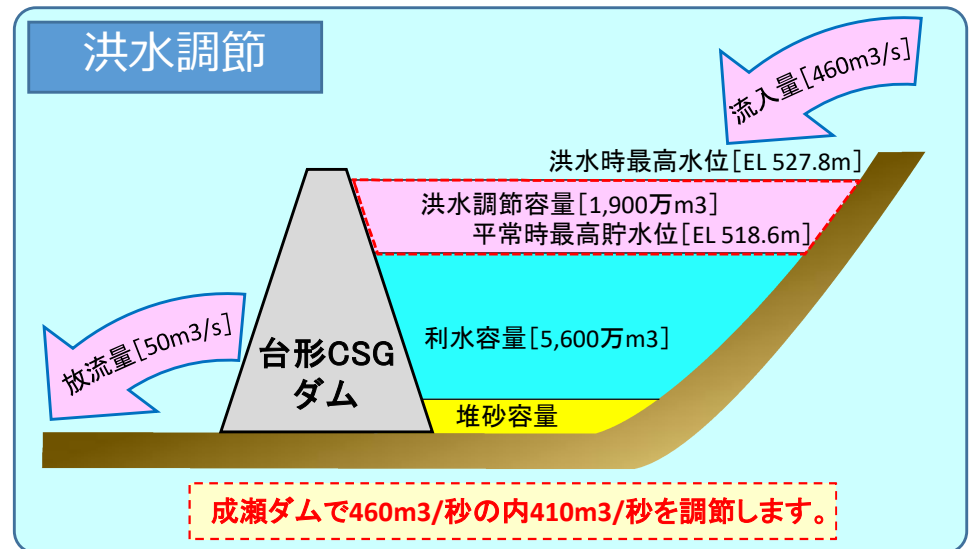 洪水調節
流入量[460m3/s]
洪水時最高水位[EL 527.8m]
洪水調節容量[1,900万m3]
平常時最高貯水位[EL 518.6m]
放流量[50m3/s]
台形CSG
ダム
利水容量[5,600万m3]
堆砂容量
成瀬ダムで460m3/秒の内410m3/秒を調節します。